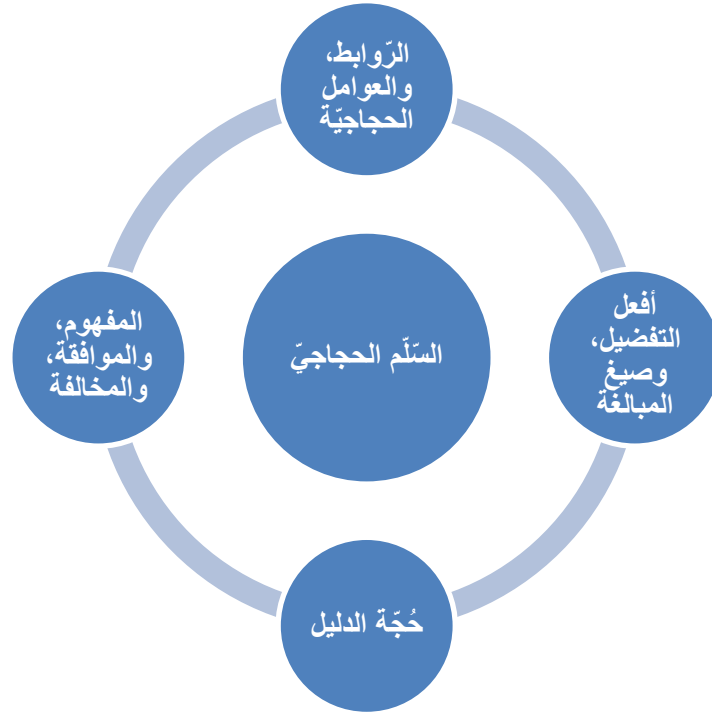 الرّوابط،
والعوامل
الحجاجيّة
أفعل
التفضيل،
وصيغ
المبالغة
السّلّم الحجاجيّ
المفهوم،
والموافقة،
والمخالفة
حُجّة الدليل